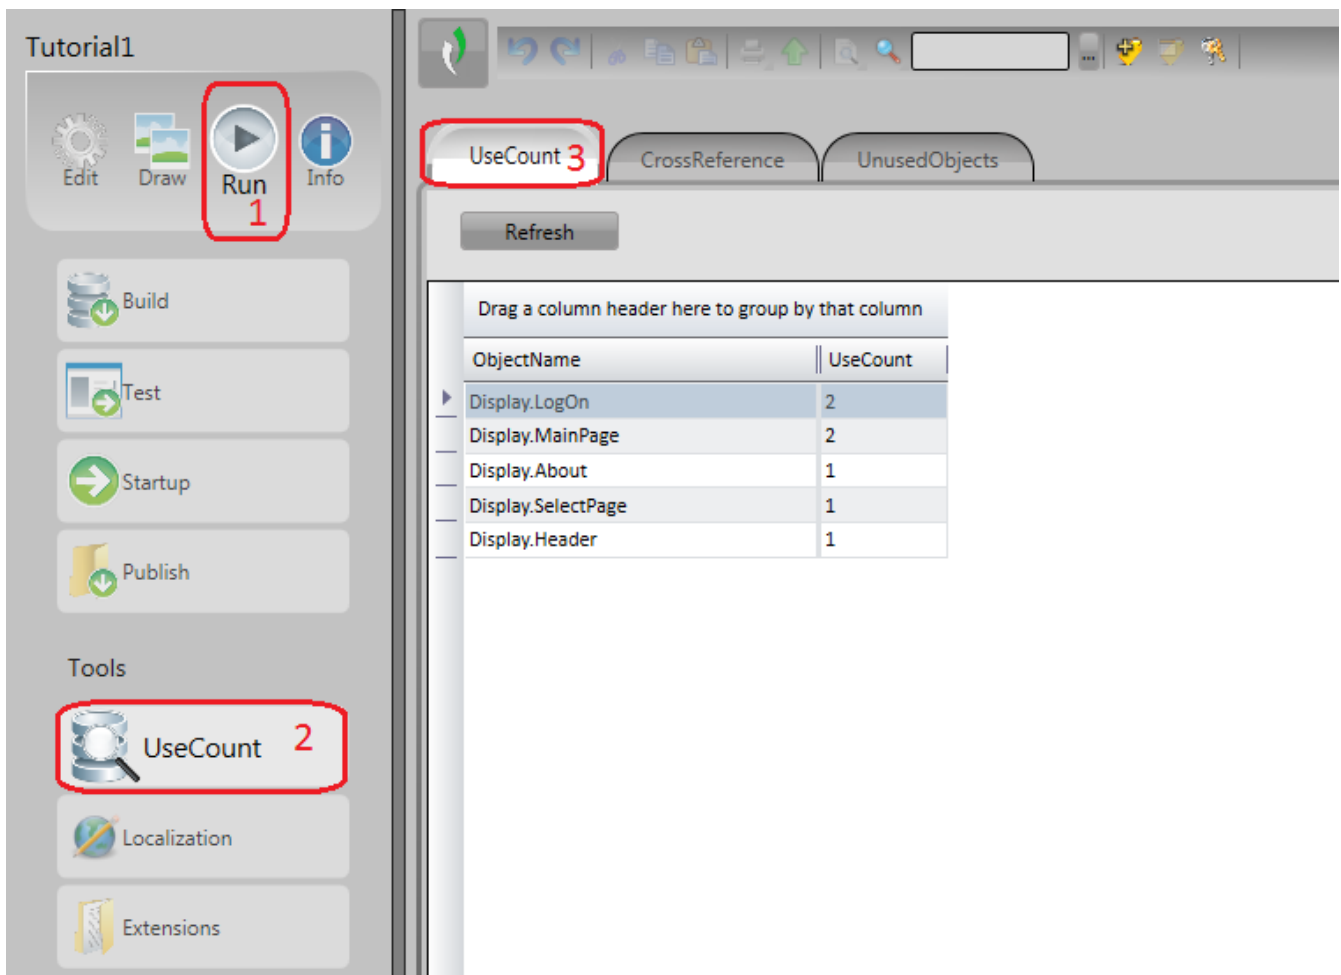 Tutorial1
Edit
Draw
Run
Info
1
Build
Test
Startup
Publish
Tools
UseCount 2
Localization
Extensions
...
UseCount 3
CrossReference
UnusedObjects
Refresh
Drag a column header here to group by that column
ObjectName UseCount
Display.LogOn 2
Display.MainPage 2
Display.About 1
Display.SelectPage 1
Display.Header 1